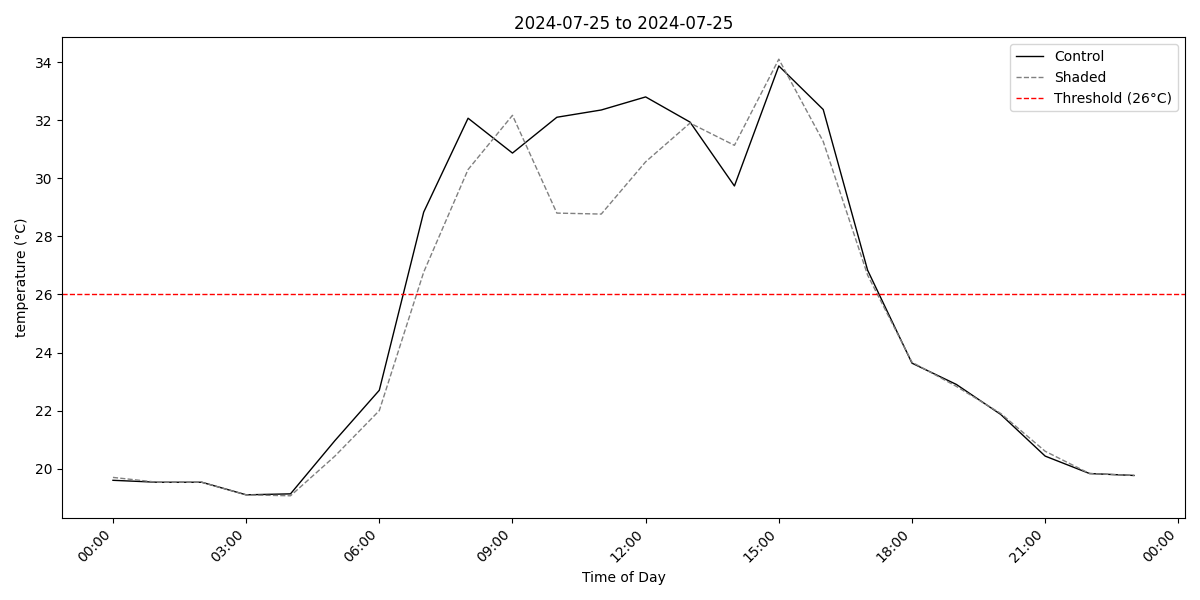 2024-07-25 to 2024-07-25
Control
Shaded
Threshold (26°C)
temperature (°C)
34
32
30
28
26
24
22
20
00:00
03:00
06:00
09:00
12:00
15:00
18:00
21:00
00:00
Time of Day